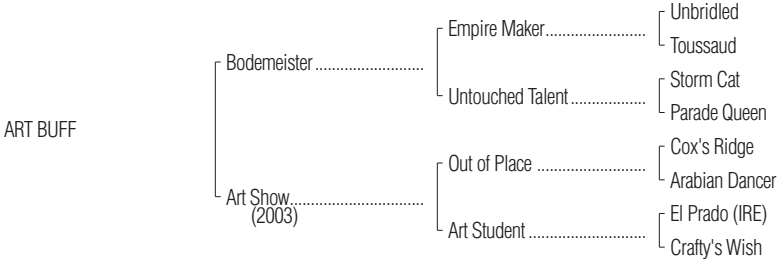 Unbridled
Empire Maker
Toussaud
Bodemeister
Storm Cat
Untouched Talent
Parade Queen
ART BUFF
Cox's Ridge
Out of Place
Arabian Dancer
Art Show
(2003)
El Prado (IRE)
Art Student
Crafty's Wish